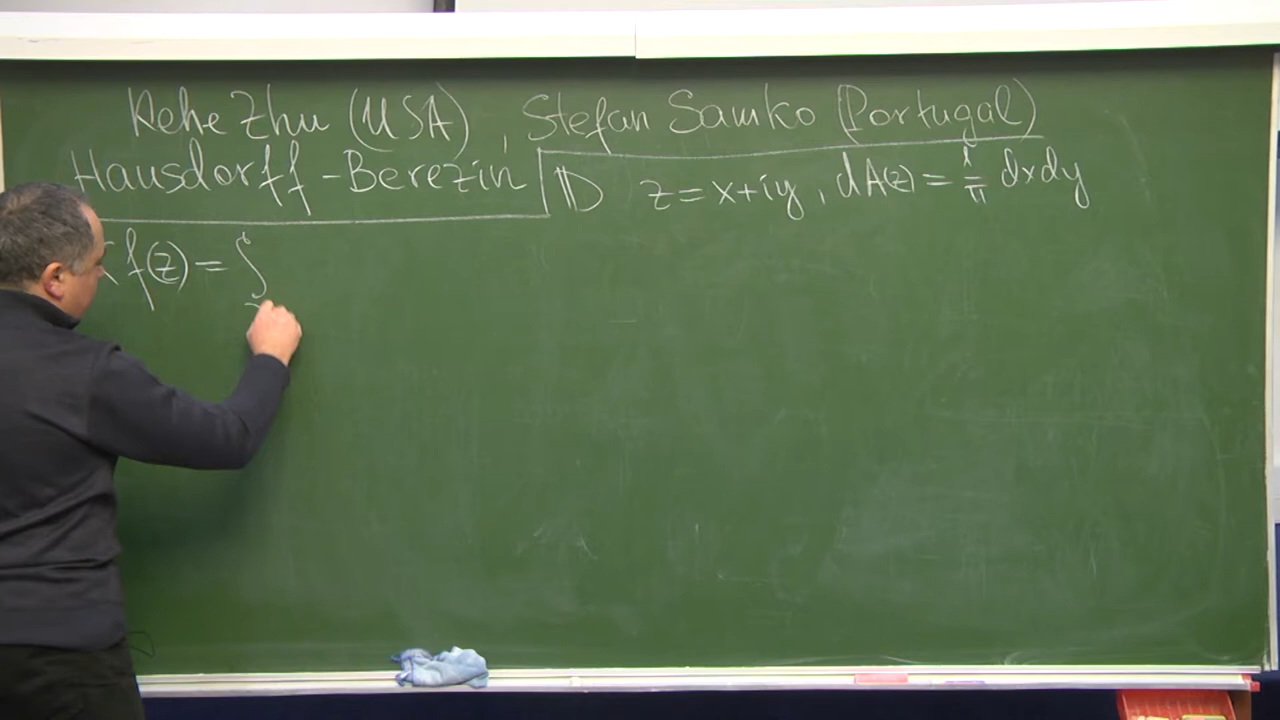 Kehe Zhu (USA), Stefan Samko (Portugal)
Hausdorff-Berezin 𝔻 z=x+iy, dA(z)=1/π dxdy
f(z)=∫